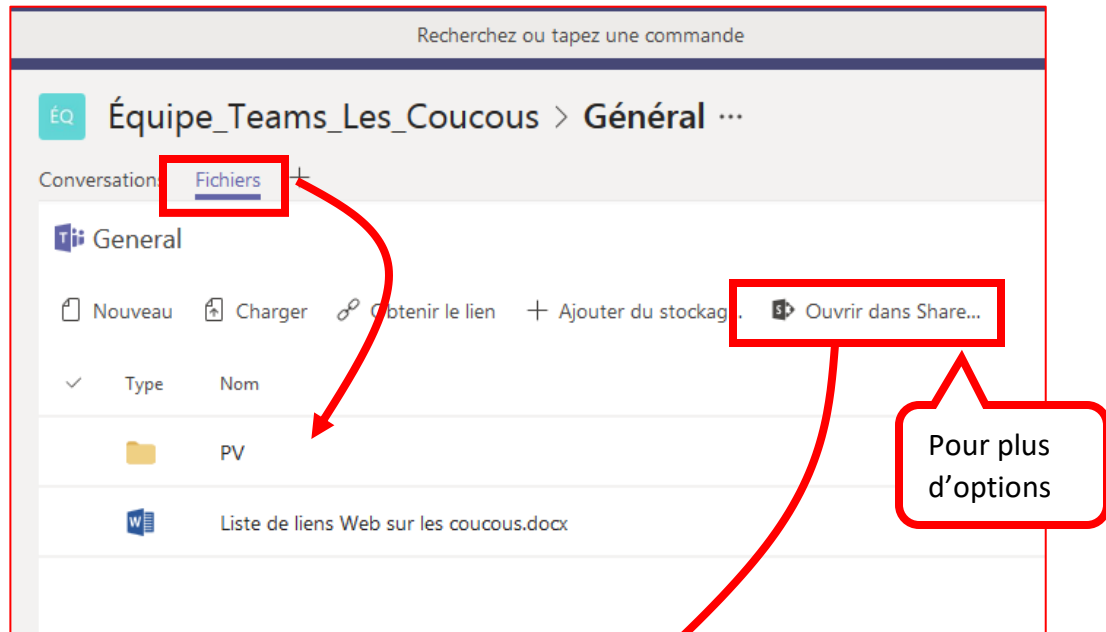 Recherchez ou tapez une commande
ÉQ Équipe_Teams_Les_Coucous > Général ...
Conversations Fichiers +
General
Nouveau Charger Obtenir le lien + Ajouter du stockag... Ouvrir dans Share...
Type Nom
PV
Pour plus
d’options
Liste de liens Web sur les coucous.docx